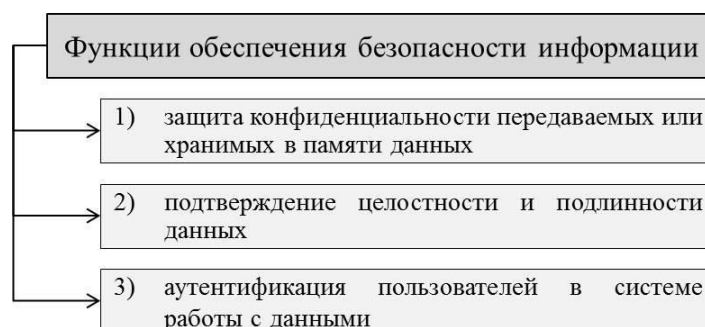 Функции обеспечения безопасности информации
1) защита конфиденциальности передаваемых или
хранимых в памяти данных
2) подтверждение целостности и подлинности
данных
3) аутентификация пользователей в системе
работы с данными